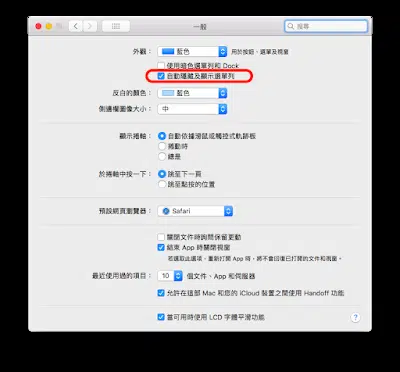 一般
搜尋
外觀： 藍色 用於按鈕、選單及視窗
使用暗色選單列和 Dock
自動隱藏及顯示選單列
反白的顏色： 藍色
側邊欄圖像大小： 中
顯示捲軸： 自動依據滑鼠或觸控式軌跡板
捲動時
總是
於捲軸中按一下： 跳至下一頁
跳至點按的位置
預設網頁瀏覽器： Safari
關閉文件時詢問保留更動
結束 App 時關閉視窗
若選取此選項，重新打開 App 時，將不會回復已打開的文件和視窗。
最近使用過的項目： 10 個文件、App 和伺服器
允許在這部 Mac 和您的 iCloud 裝置之間使用 Handoff 功能
當可用時使用 LCD 字體平滑功能 ?